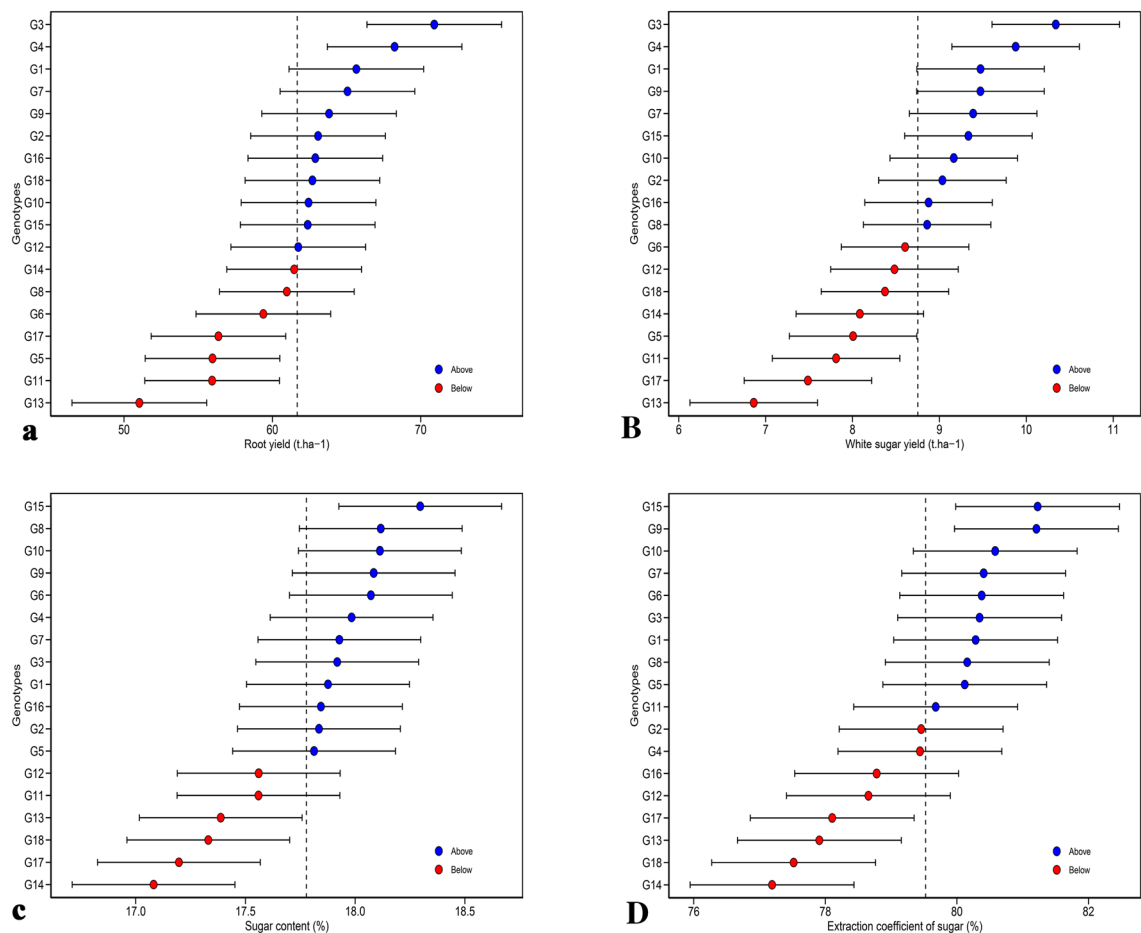 G3
G4
G1
G7
G9
G2
G16
G18
G10
G15
G12
G14
G8
G6
G17
G5
G11
G13
Genotypes
Above
Below
50 60 70
Root yield (t.ha−1)
a
G3
G4
G1
G9
G7
G15
G10
G2
G16
G8
G6
G12
G18
G14
G5
G11
G17
G13
Genotypes
Above
Below
6 7 8 9 10 11
White sugar yield (t.ha−1)
B
G15
G8
G10
G9
G6
G4
G7
G3
G1
G16
G2
G5
G12
G11
G13
G18
G17
G14
Genotypes
Above
Below
17.0 17.5 18.0 18.5
Sugar content (%)
c
G15
G9
G10
G7
G6
G3
G1
G8
G5
G11
G2
G4
G16
G12
G17
G13
G18
G14
Genotypes
Above
Below
76 78 80 82
Extraction coefficient of sugar (%)
D